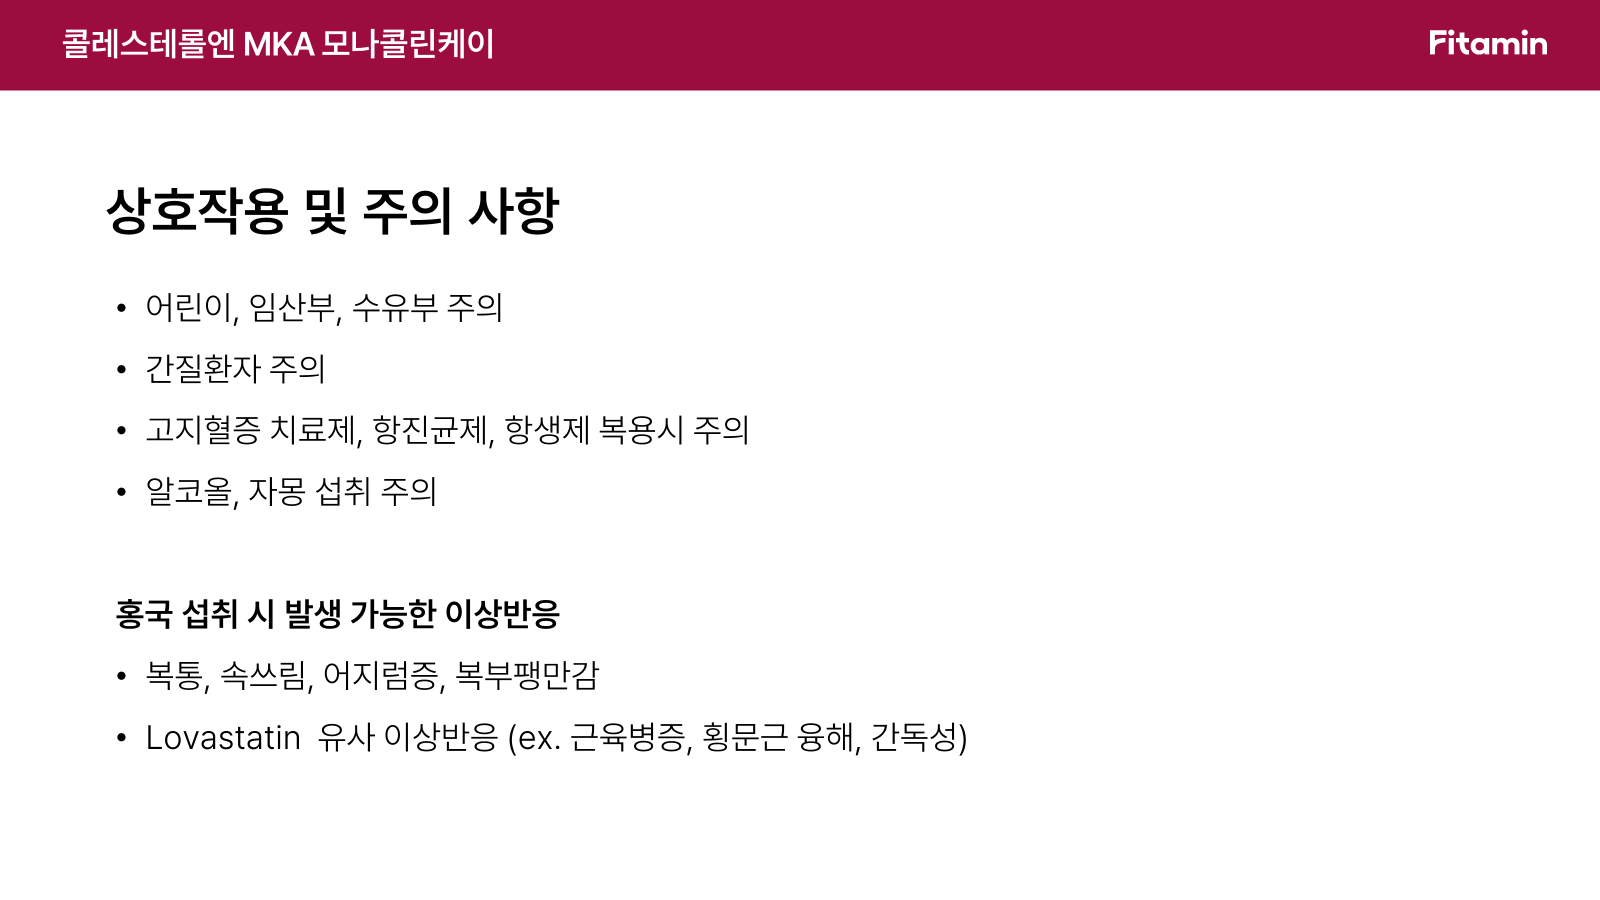 콜레스테롤엔 MKA 모나콜린케이
Fitamin
상호작용 및 주의 사항
• 어린이, 임산부, 수유부 주의
• 간질환자 주의
• 고지혈증 치료제, 항진균제, 항생제 복용시 주의
• 알코올, 자몽 섭취 주의
홍국 섭취 시 발생 가능한 이상반응
• 복통, 속쓰림, 어지럼증, 복부팽만감
• Lovastatin 유사 이상반응 (ex. 근육병증, 횡문근 융해, 간독성)